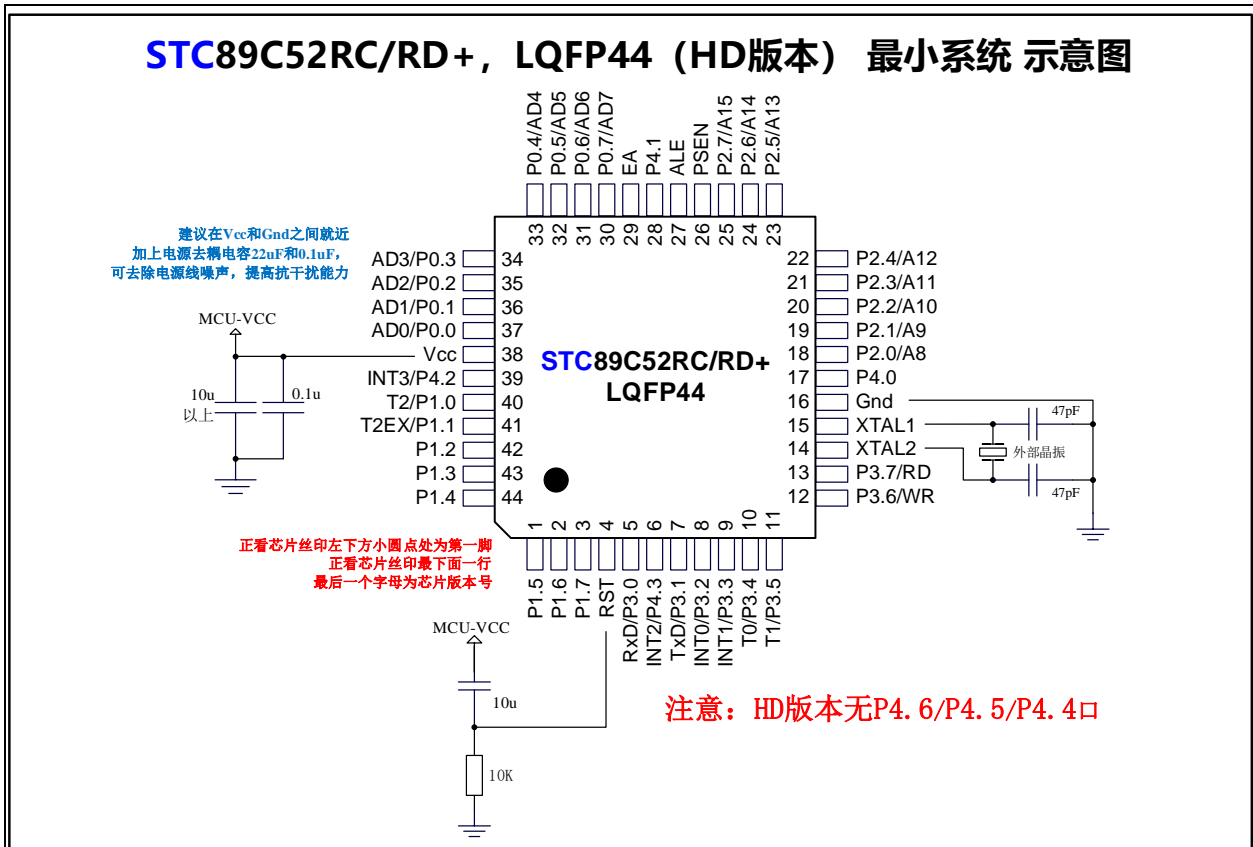 STC89C52RC/RD+，LQFP44（HD版本） 最小系统 示意图
P0.4/AD4
P0.5/AD5
P0.6/AD6
P0.7/AD7
EA
P4.1
ALE
PSEN
P2.7/A15
P2.6/A14
P2.5/A13
33
32
31
30
29
28
27
26
25
24
23
建议在Vcc和Gnd之间就近
加上电源去耦电容22uF和0.1uF，
可去除电源线噪声，提高抗干扰能力
MCU-VCC
10u
以上
0.1u
AD3/P0.3 34
AD2/P0.2 35
AD1/P0.1 36
AD0/P0.0 37
Vcc 38
INT3/P4.2 39
T2/P1.0 40
T2EX/P1.1 41
P1.2 42
P1.3 43
P1.4 44
STC89C52RC/RD+
LQFP44
22 P2.4/A12
21 P2.3/A11
20 P2.2/A10
19 P2.1/A9
18 P2.0/A8
17 P4.0
16 Gnd
15 XTAL1
14 XTAL2
13 P3.7/RD
12 P3.6/WR
47pF
外部晶振
47pF
正看芯片丝印左下方小圆点处为第一脚
正看芯片丝印最下面一行
最后一个字母为芯片版本号
1
2
3
4
5
6
7
8
9
10
11
P1.5
P1.6
P1.7
RST
RxD/P3.0
INT2/P4.3
TxD/P3.1
INT0/P3.2
INT1/P3.3
T0/P3.4
T1/P3.5
MCU-VCC
10u
10K
注意：HD版本无P4.6/P4.5/P4.4口